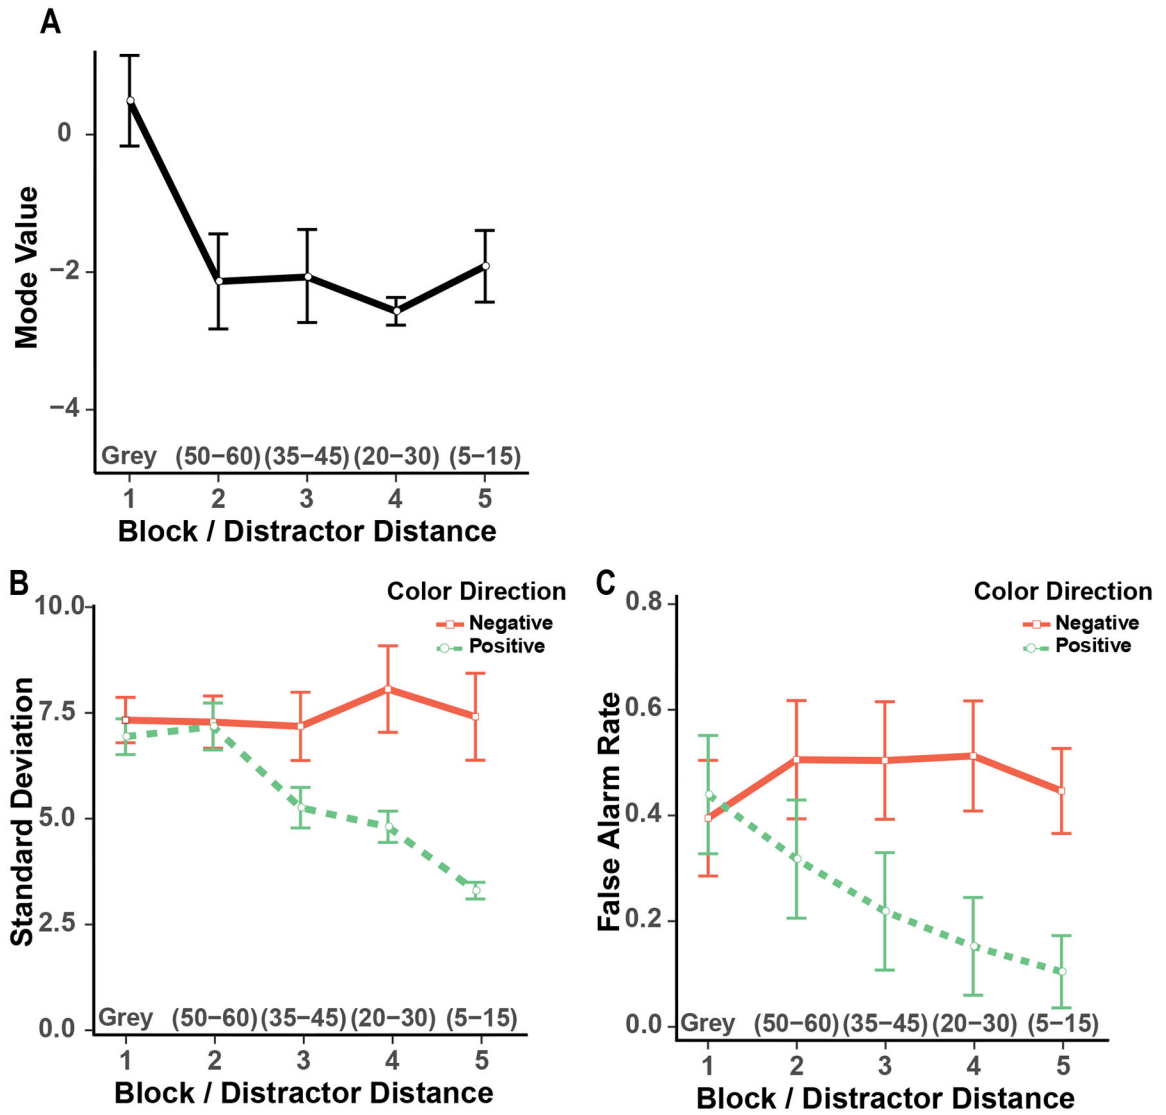 A
Mode Value
0
−2
−4
Grey (50−60) (35−45) (20−30) (5−15)
1 2 3 4 5
Block / Distractor Distance
B
Color Direction
Negative
Positive
Standard Deviation
10.0
7.5
5.0
2.5
0.0
Grey (50−60) (35−45) (20−30) (5−15)
1 2 3 4 5
Block / Distractor Distance
C
Color Direction
Negative
Positive
False Alarm Rate
0.8
0.6
0.4
0.2
0.0
Grey (50−60) (35−45) (20−30) (5−15)
1 2 3 4 5
Block / Distractor Distance